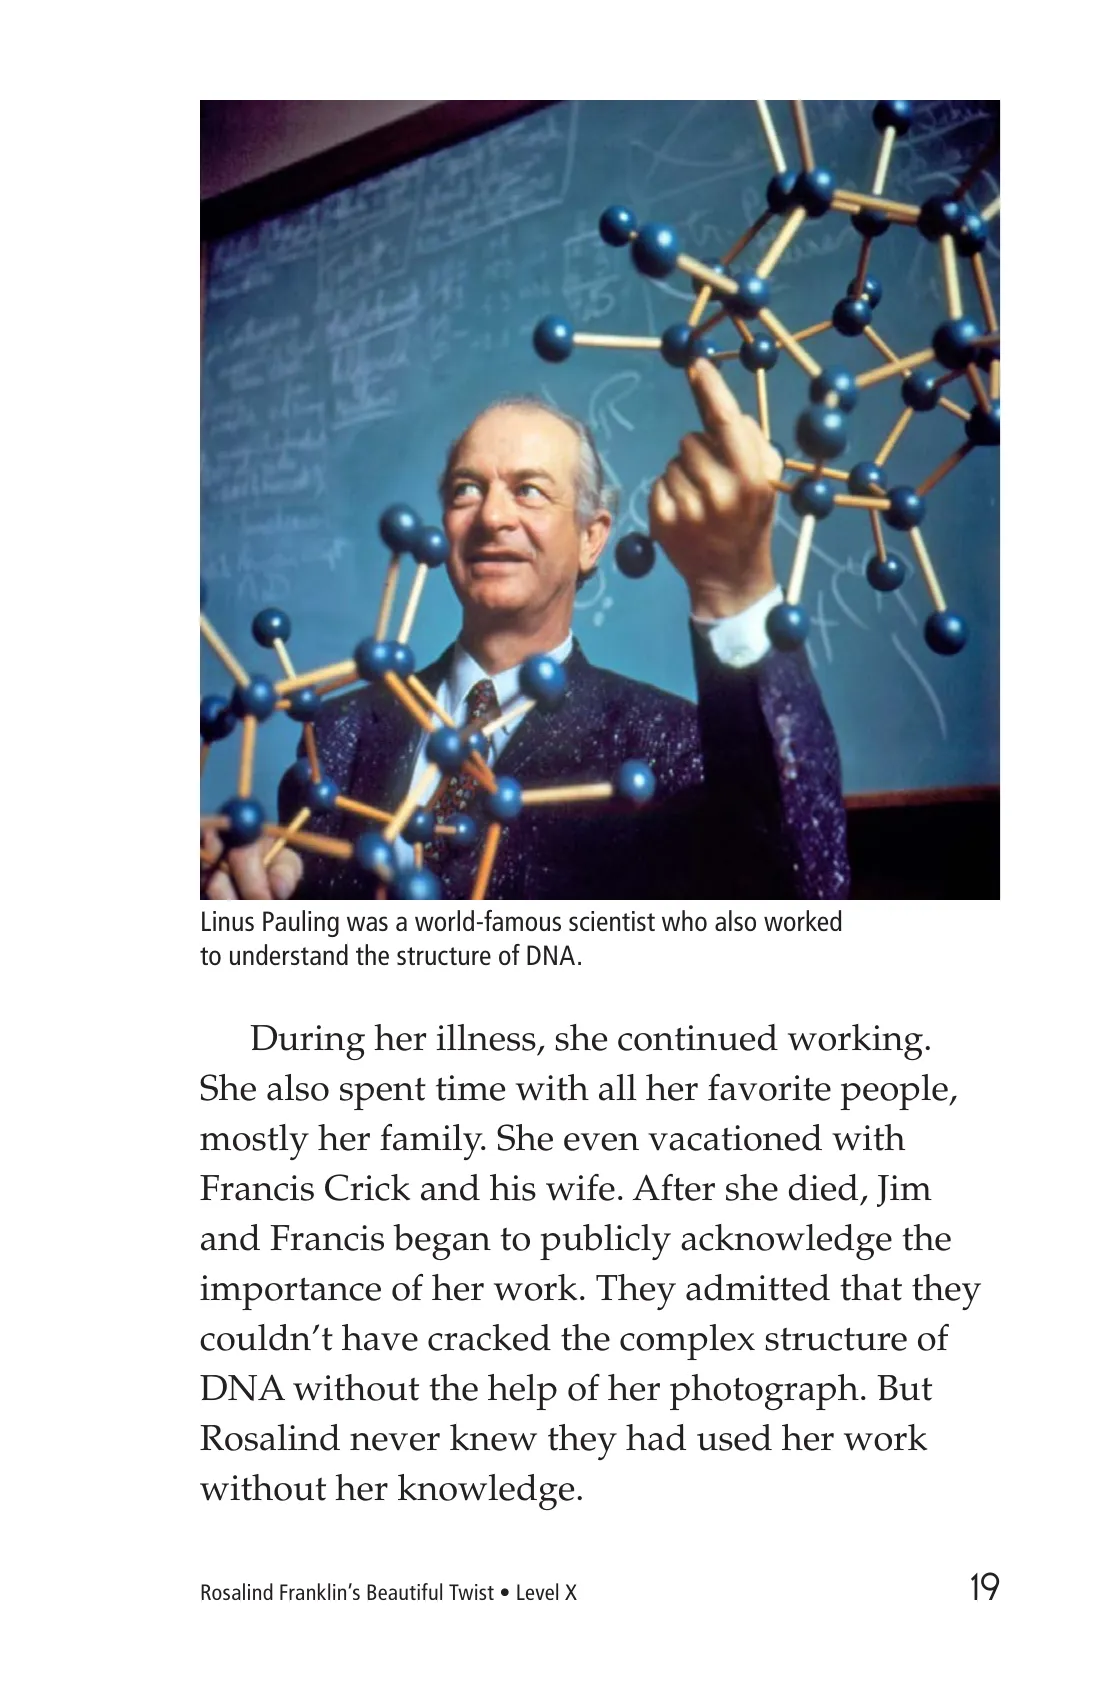 Linus Pauling was a world-famous scientist who also worked
to understand the structure of DNA.
During her illness, she continued working.
She also spent time with all her favorite people,
mostly her family. She even vacationed with
Francis Crick and his wife. After she died, Jim
and Francis began to publicly acknowledge the
importance of her work. They admitted that they
couldn’t have cracked the complex structure of
DNA without the help of her photograph. But
Rosalind never knew they had used her work
without her knowledge.
Rosalind Franklin’s Beautiful Twist • Level X
19